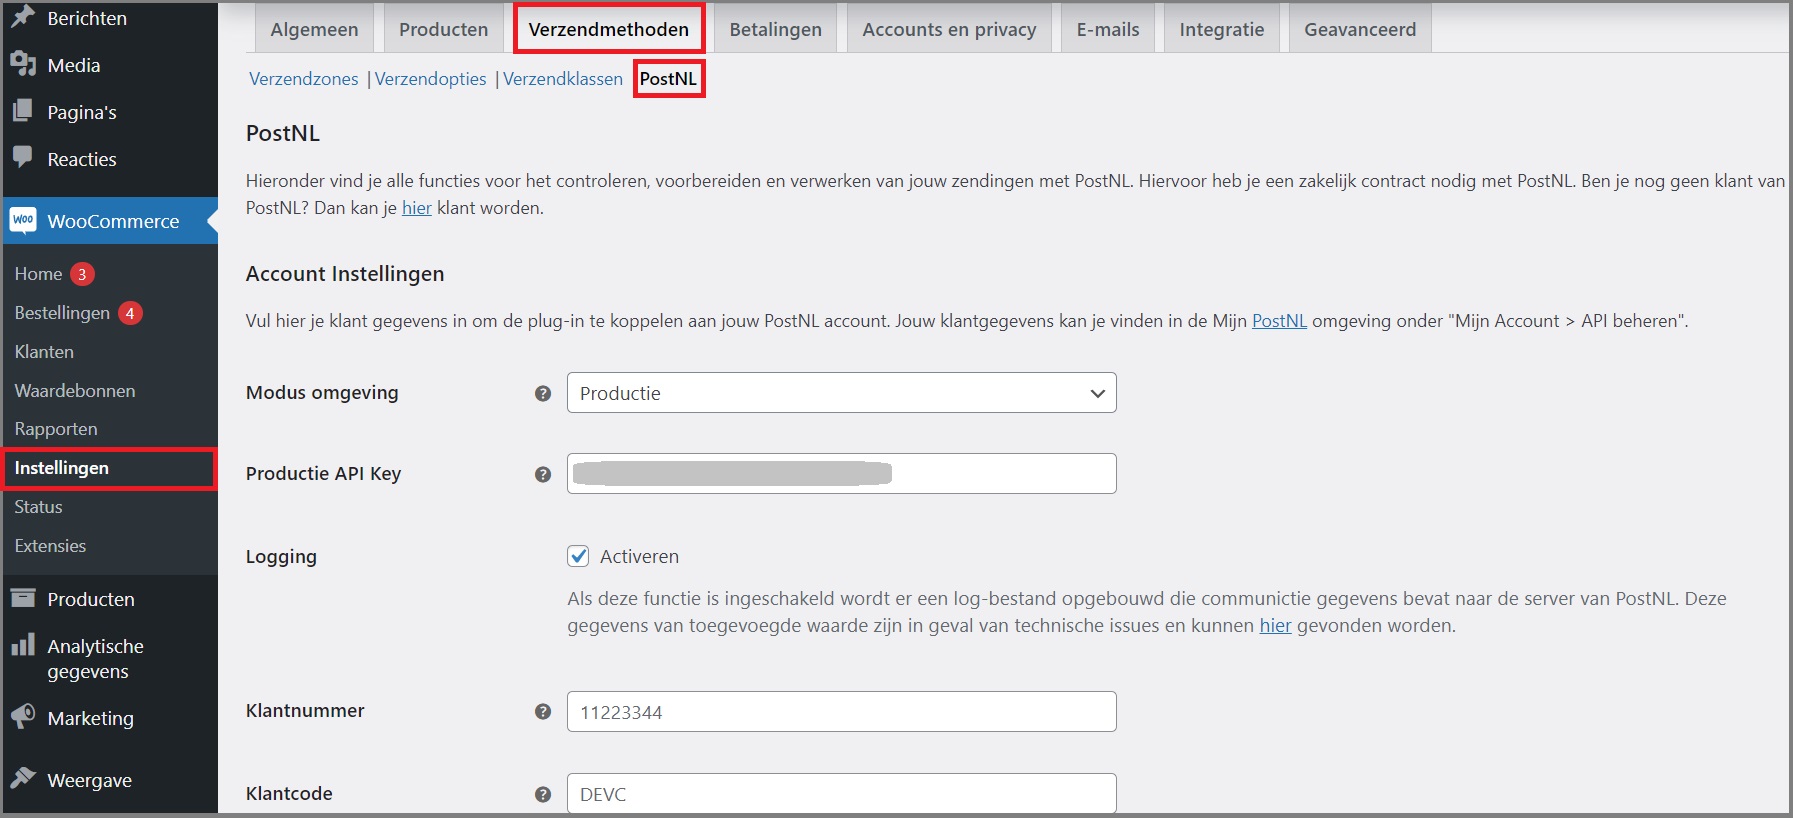 Berichten
Media
Pagina's
Reacties
WOO WooCommerce
Home 3
Bestellingen 4
Klanten
Waardebonnen
Rapporten
Instellingen
Status
Extensies
Producten
Analytische
gegevens
Marketing
Weergave
Algemeen Producten Verzendmethoden Betalingen Accounts en privacy E-mails Integratie Geavanceerd
Verzendzones | Verzendopties | Verzendklassen PostNL
PostNL
Hieronder vind je alle functies voor het controleren, voorbereiden en verwerken van jouw zendingen met PostNL. Hiervoor heb je een zakelijk contract nodig met PostNL. Ben je nog geen klant van
PostNL? Dan kan je hier klant worden.
Account Instellingen
Vul hier je klant gegevens in om de plug-in te koppelen aan jouw PostNL account. Jouw klantgegevens kan je vinden in de Mijn PostNL omgeving onder "Mijn Account > API beheren".
Modus omgeving ? Productie
Productie API Key ?
Logging Activeren
Als deze functie is ingeschakeld wordt er een log-bestand opgebouwd die communictie gegevens bevat naar de server van PostNL. Deze
gegevens van toegevoegde waarde zijn in geval van technische issues en kunnen hier gevonden worden.
Klantnummer ? 11223344
Klantcode ? DEVC